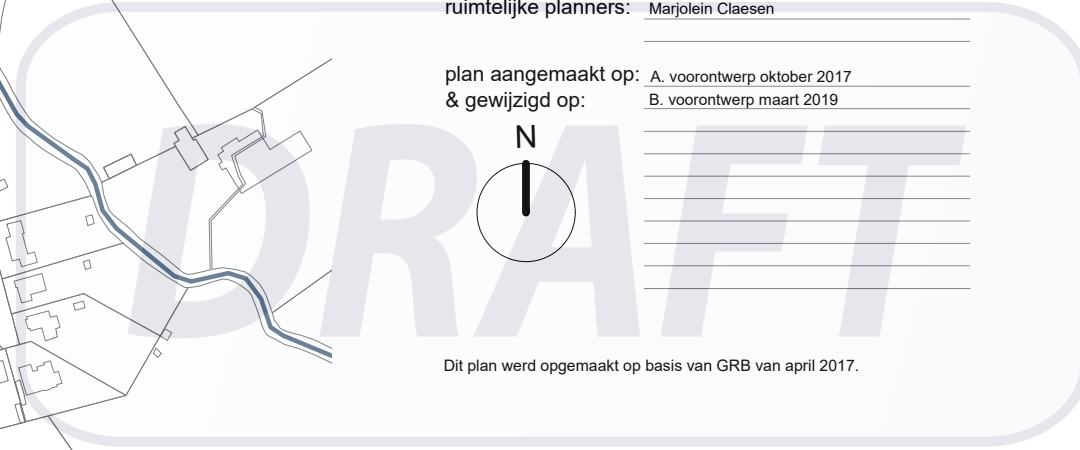 ruimtelijke planners: Marjolein Claesen
plan aangemaakt op: A. voorontwerp oktober 2017
& gewijzigd op: B. voorontwerp maart 2019
N
DRAFT
Dit plan werd opgemaakt op basis van GRB van april 2017.